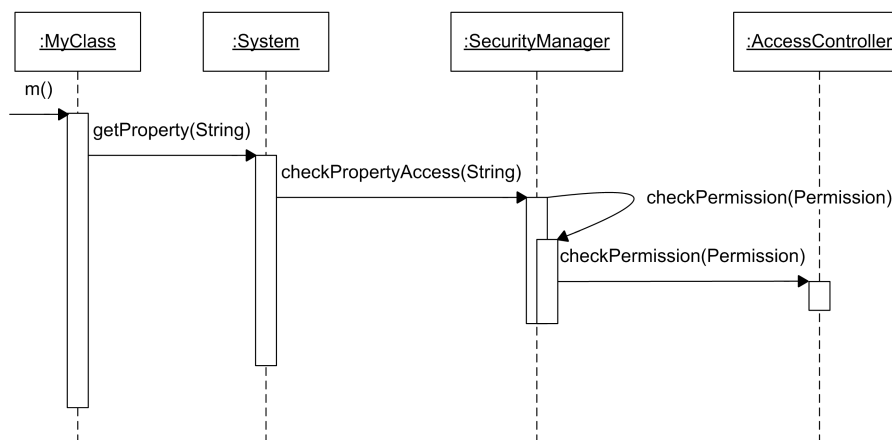 :MyClass
:System
:SecurityManager
:AccessController
m()
getProperty(String)
checkPropertyAccess(String)
checkPermission(Permission)
checkPermission(Permission)